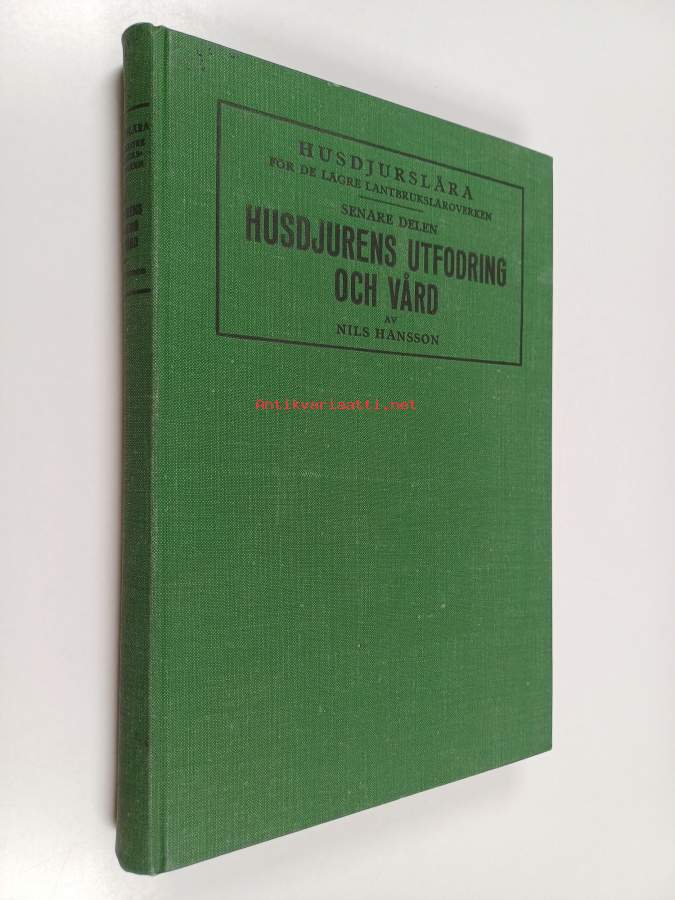 HUSDJURSLÄRA
FÖR DE LÄGRE LANTBRUKSLÄROVERKEN
SENARE DELEN
HUSDJURENS UTFODRING
OCH VÅRD
AV
NILS HANSSON
Antikvariaatti.net